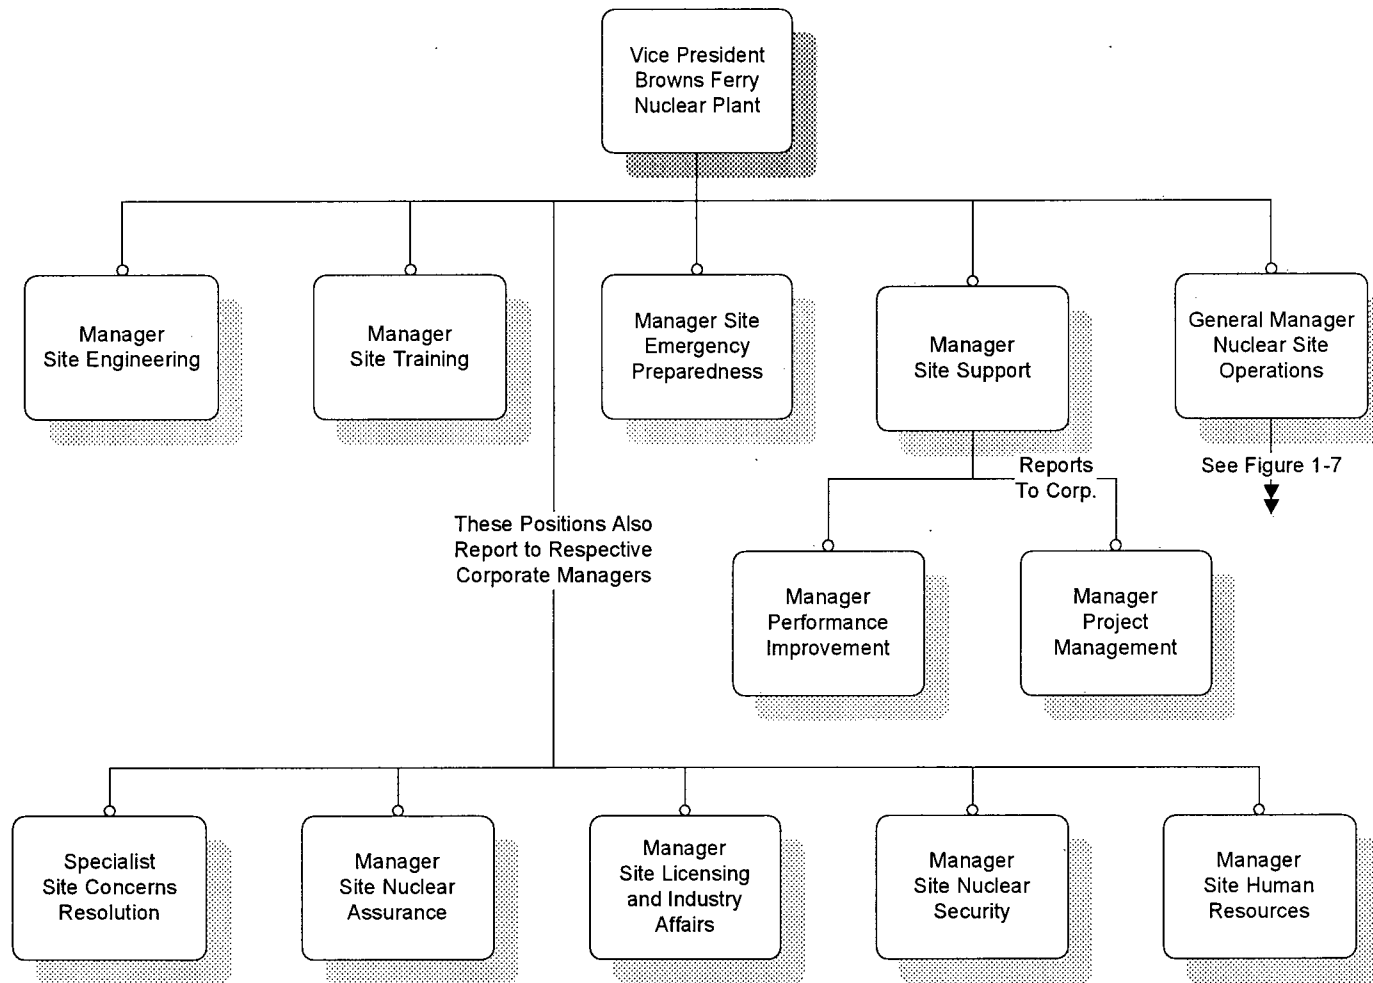 Vice President
Browns Ferry
Nuclear Plant
Manager
Site Engineering
Manager
Site Training
Manager Site
Emergency
Preparedness
Manager
Site Support
General Manager
Nuclear Site
Operations
Reports
To Corp.
See Figure 1-7
These Positions Also
Report to Respective
Corporate Managers
Manager
Performance
Improvement
Manager
Project
Management
Specialist
Site Concerns
Resolution
Manager
Site Nuclear
Assurance
Manager
Site Licensing
and Industry
Affairs
Manager
Site Nuclear
Security
Manager
Site Human
Resources